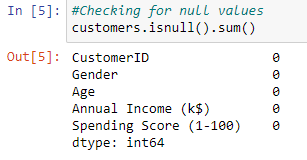 In [5]: #Checking for null values
customers.isnull().sum()
Out[5]: CustomerID 0
Gender 0
Age 0
Annual Income (k$) 0
Spending Score (1-100) 0
dtype: int64